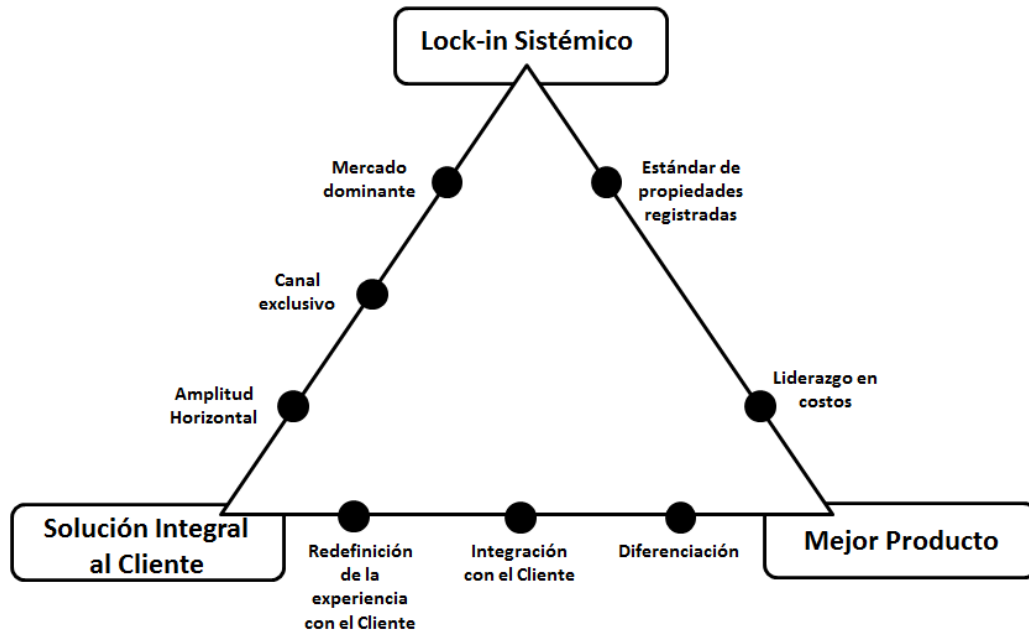 Lock-in Sistémico
Mercado
dominante
Estándar de
propiedades
registradas
Canal
exclusivo
Amplitud
Horizontal
Liderazgo en
costos
Solución Integral
al Cliente
Mejor Producto
Redefinición
de la
experiencia
con el Cliente
Integración
con el Cliente
Diferenciación